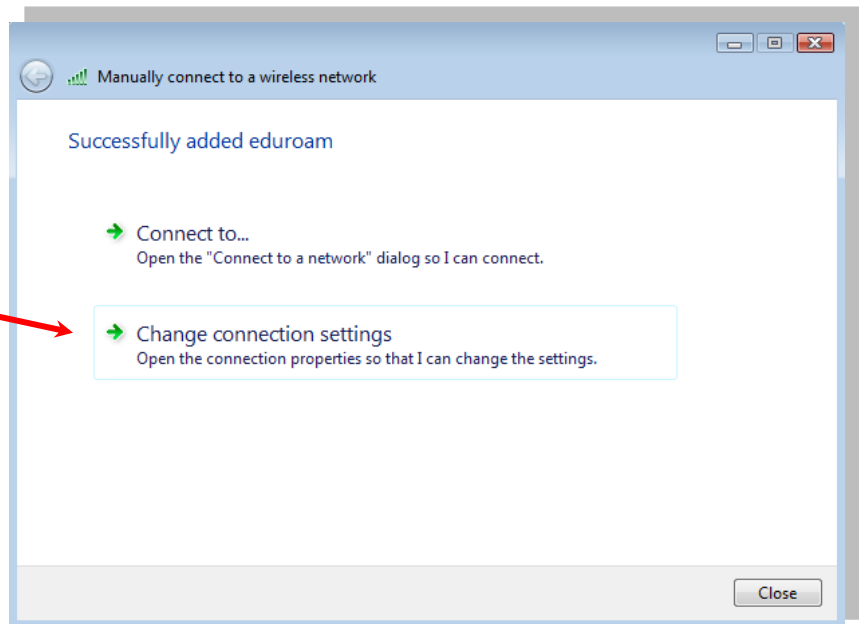 Manually connect to a wireless network
Successfully added eduroam
Connect to...
Open the "Connect to a network" dialog so I can connect.
Change connection settings
Open the connection properties so that I can change the settings.
Close